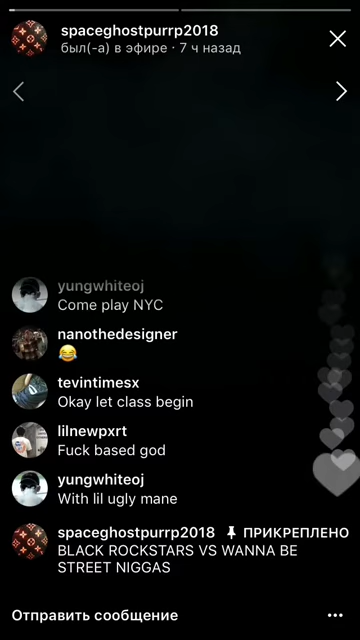 spaceghostpurrp2018
был(-а) в эфире · 7 ч назад
yungwhiteoj
Come play NYC
nanothedesigner
😂
tevintimesx
Okay let class begin
lilnewpxrt
Fuck based god
yungwhiteoj
With lil ugly mane
spaceghostpurrp2018 ПРИКРЕПЛЕНО
BLACK ROCKSTARS VS WANNA BE
STREET NIGGAS
Отправить сообщение